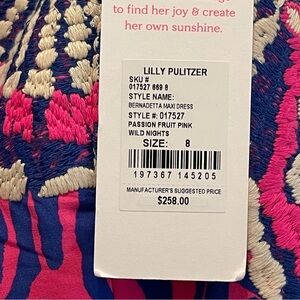 to find her joy & create
her own sunshine.
LILLY PULITZER
SKU #
017527 869 8
STYLE NAME:
BERNADETTA MAXI DRESS
STYLE #: 017527
PASSION FRUIT PINK
WILD NIGHTS
SIZE: 8
197367 145205
MANUFACTURER'S SUGGESTED PRICE
$258.00